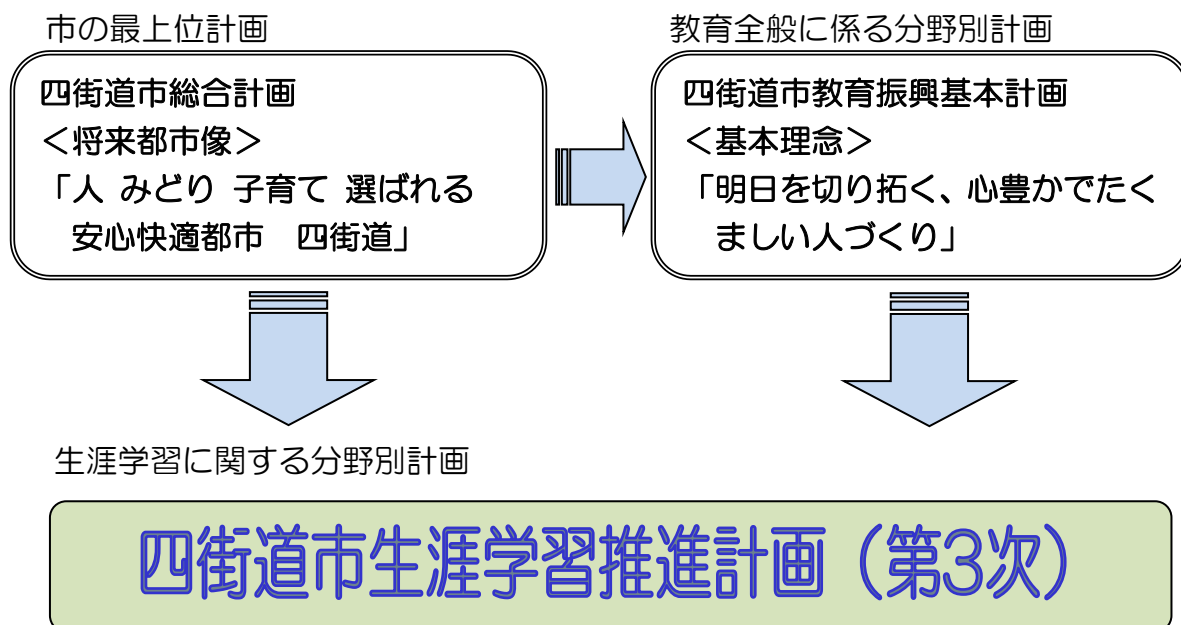 市の最上位計画
四街道市総合計画
＜将来都市像＞
「人 みどり 子育て 選ばれる
安心快適都市　四街道」
教育全般に係る分野別計画
四街道市教育振興基本計画
＜基本理念＞
「明日を切り拓く、心豊かでたく
ましい人づくり」
生涯学習に関する分野別計画
四街道市生涯学習推進計画（第3次）